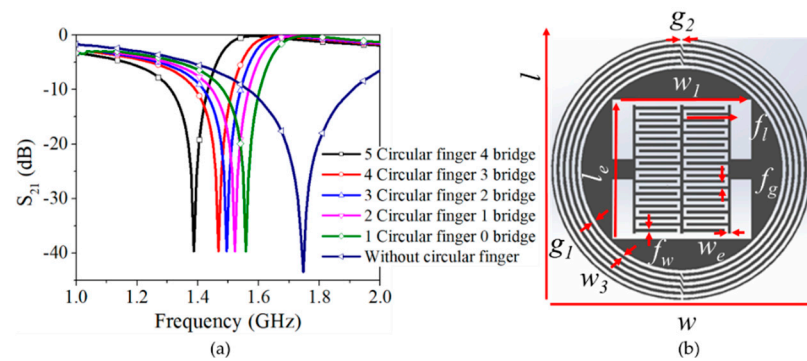 (a)
S21 (dB)
0
-10
-20
-30
-40
5 Circular finger 4 bridge
4 Circular finger 3 bridge
3 Circular finger 2 bridge
2 Circular finger 1 bridge
1 Circular finger 0 bridge
Without circular finger
1.0 1.2 1.4 1.6 1.8 2.0
Frequency (GHz)
(a)
g2
l
w1
fl
le
fg
g1
fw
we
w3
w
(b)